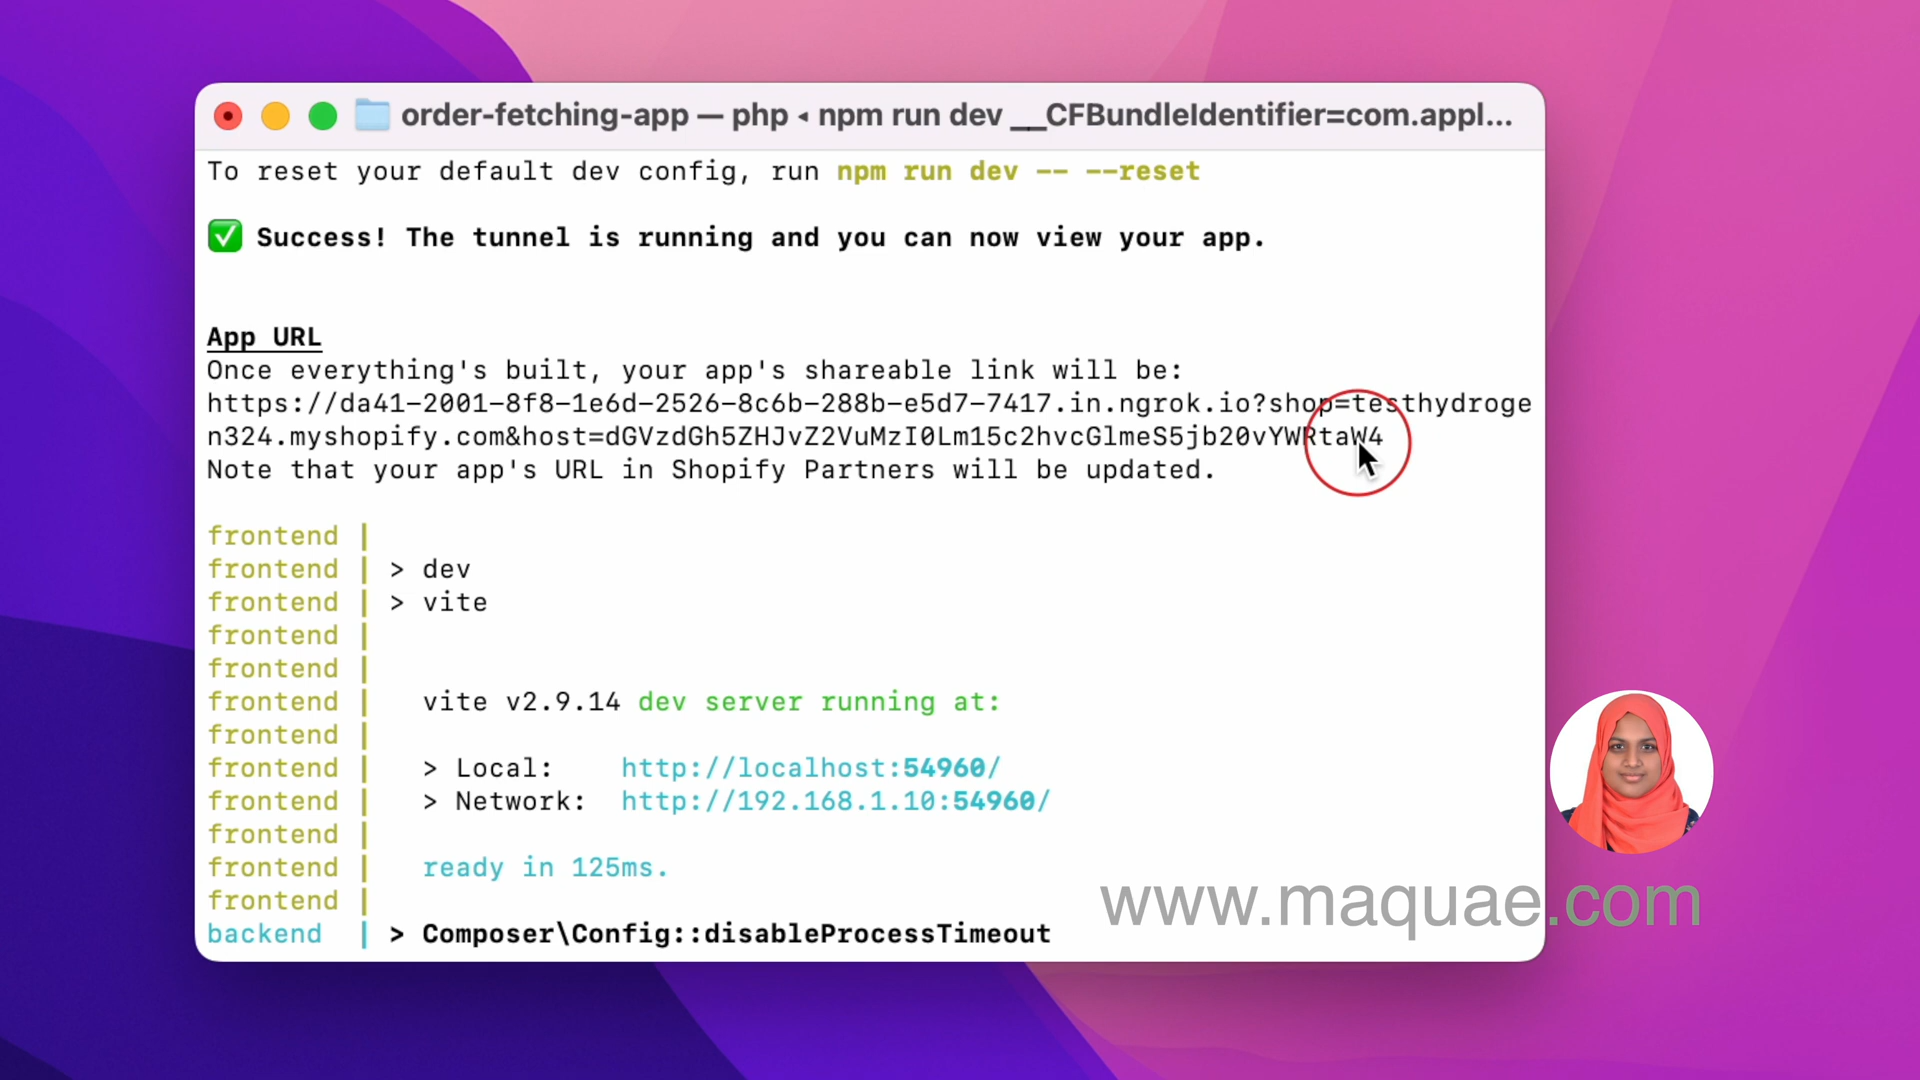 order-fetching-app — php ◂ npm run dev __CFBundleIdentifier=com.appl...
To reset your default dev config, run npm run dev -- --reset
✅ Success! The tunnel is running and you can now view your app.
App URL
Once everything's built, your app's shareable link will be:
https://da41-2001-8f8-1e6d-2526-8c6b-288b-e5d7-7417.in.ngrok.io?shop=testhydroge
n324.myshopify.com&host=dGVzdGh5ZHJvZ2VuMzI0Lm15c2hvcGlmeS5jb20vYWRtaW4
Note that your app's URL in Shopify Partners will be updated.
frontend |
frontend | > dev
frontend | > vite
frontend |
frontend |
frontend | vite v2.9.14 dev server running at:
frontend |
frontend | > Local: http://localhost:54960/
frontend | > Network: http://192.168.1.10:54960/
frontend |
frontend | ready in 125ms.
frontend |
backend | > Composer\Config::disableProcessTimeout
www.maquae.com